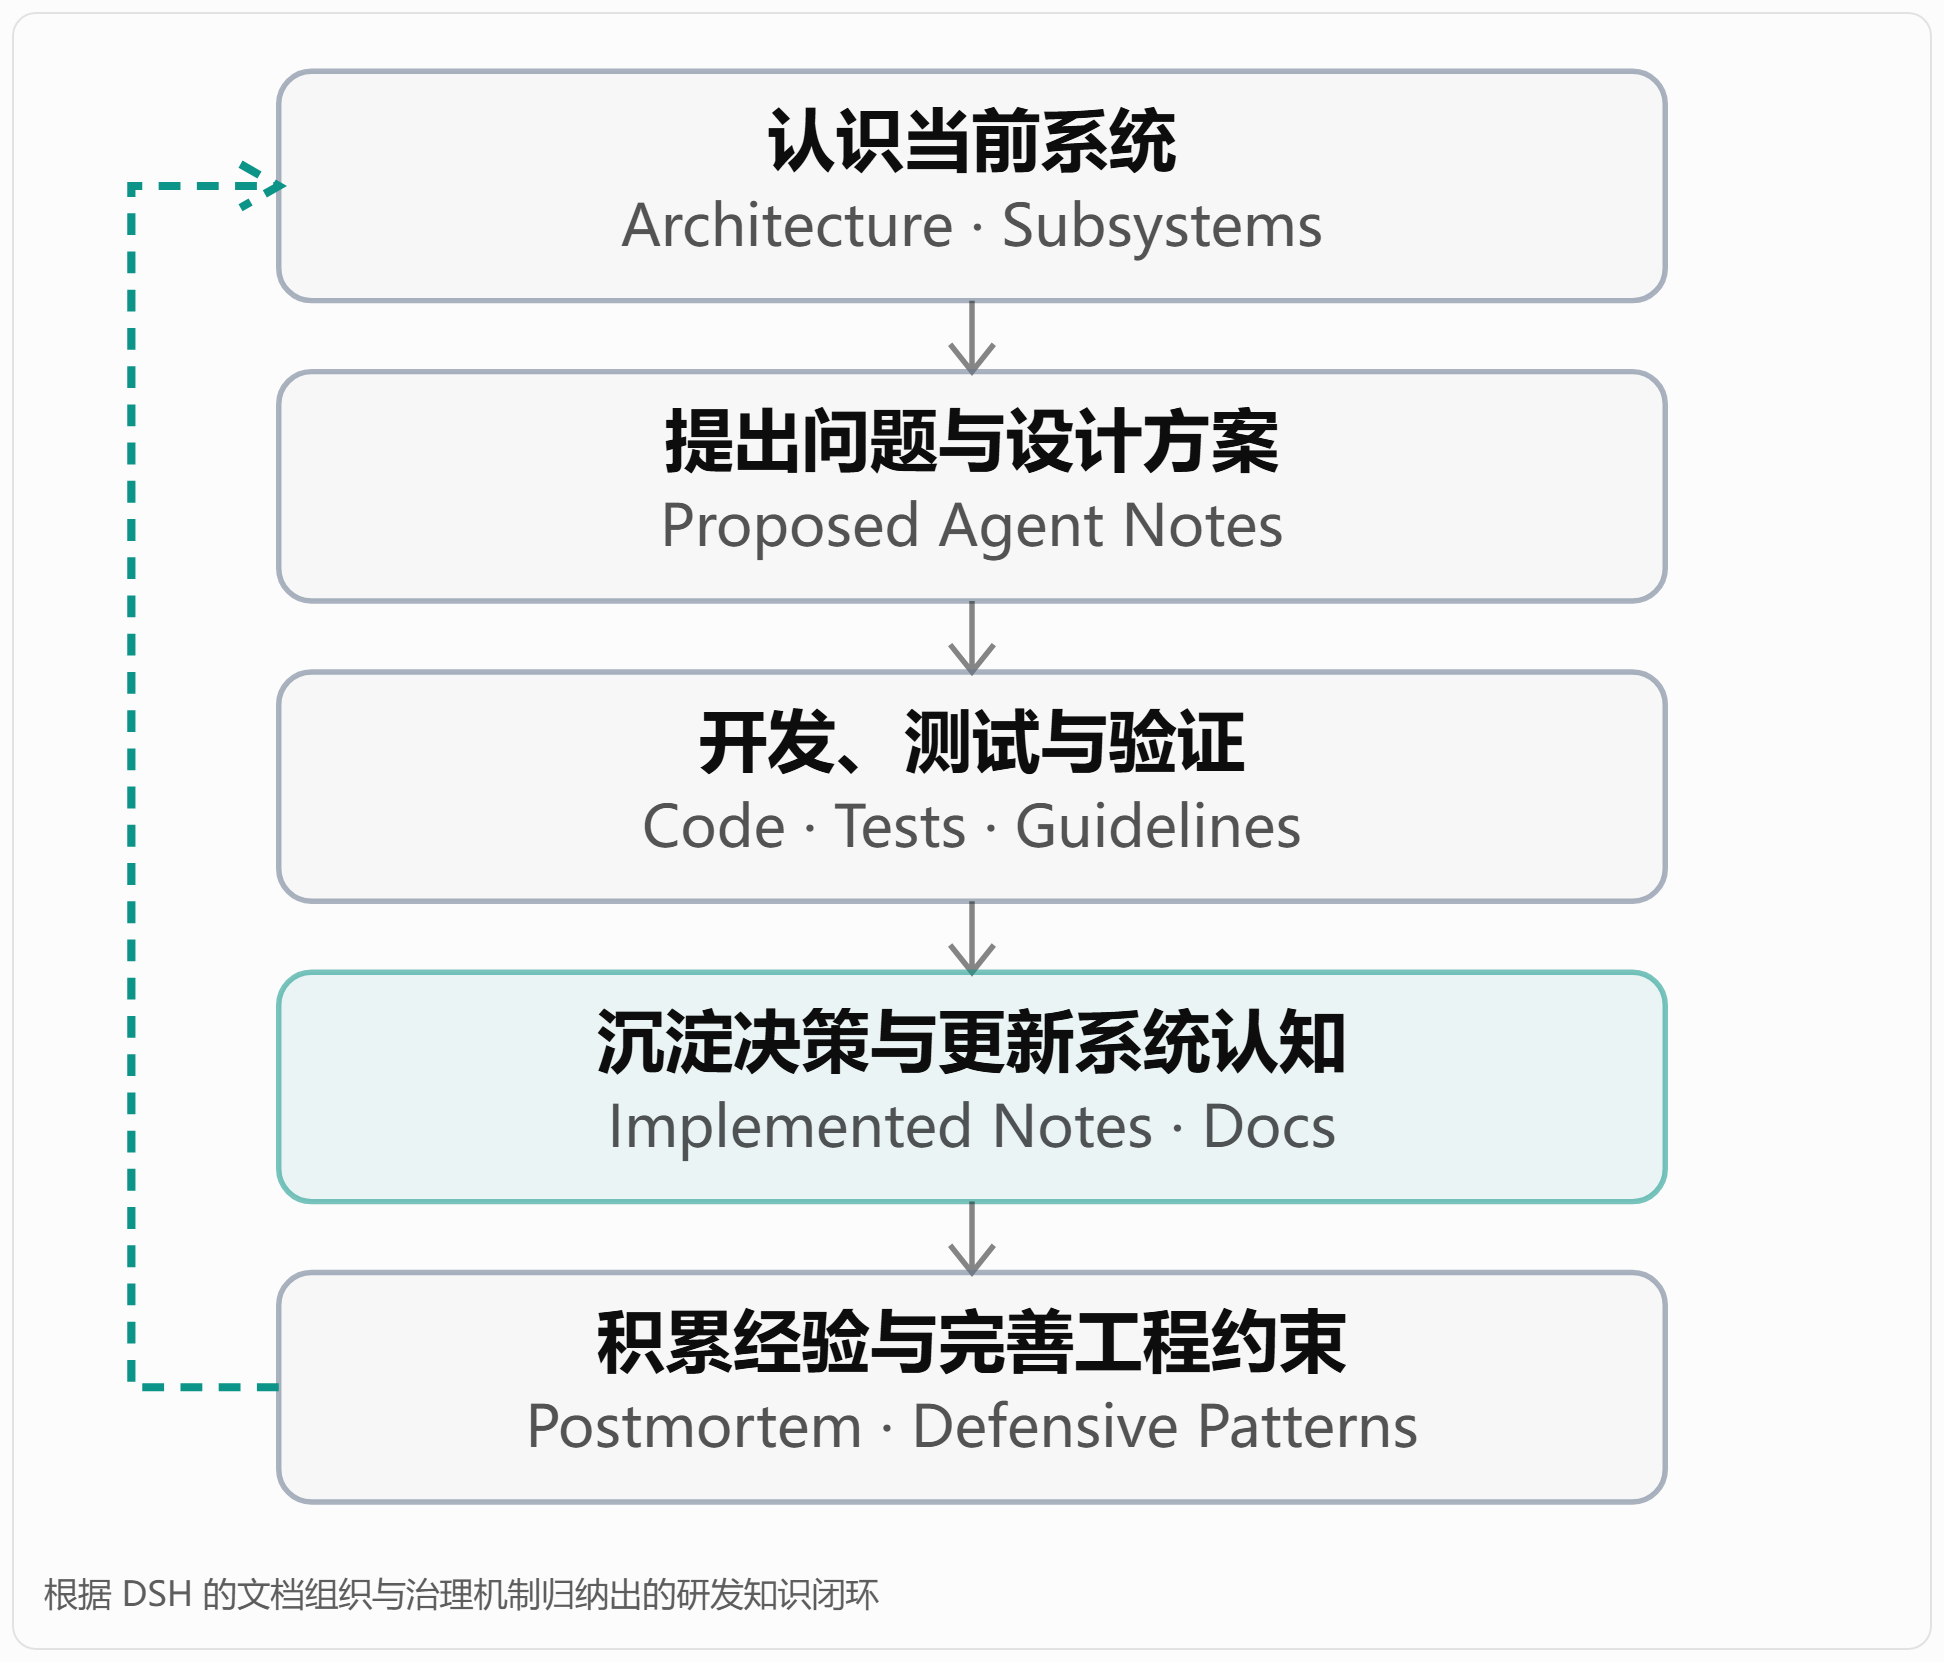 认识当前系统
Architecture · Subsystems
提出问题与设计方案
Proposed Agent Notes
开发、测试与验证
Code · Tests · Guidelines
沉淀决策与更新系统认知
Implemented Notes · Docs
积累经验与完善工程约束
Postmortem · Defensive Patterns
根据 DSH 的文档组织与治理机制归纳出的研发知识闭环